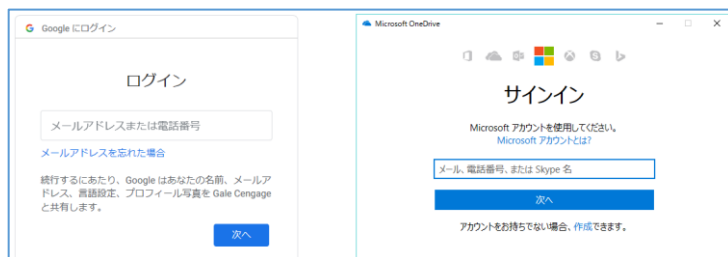 Google にログイン
ログイン
メールアドレスまたは電話番号
メールアドレスを忘れた場合
続行するにあたり、Google はあなたの名前、メールア
ドレス、言語設定、プロフィール写真を Gale Cengage
と共有します。
次へ
Microsoft OneDrive
サインイン
Microsoft アカウントを使用してください。
Microsoft アカウントとは?
メール、電話番号、または Skype 名
次へ
アカウントをお持ちでない場合、作成できます。